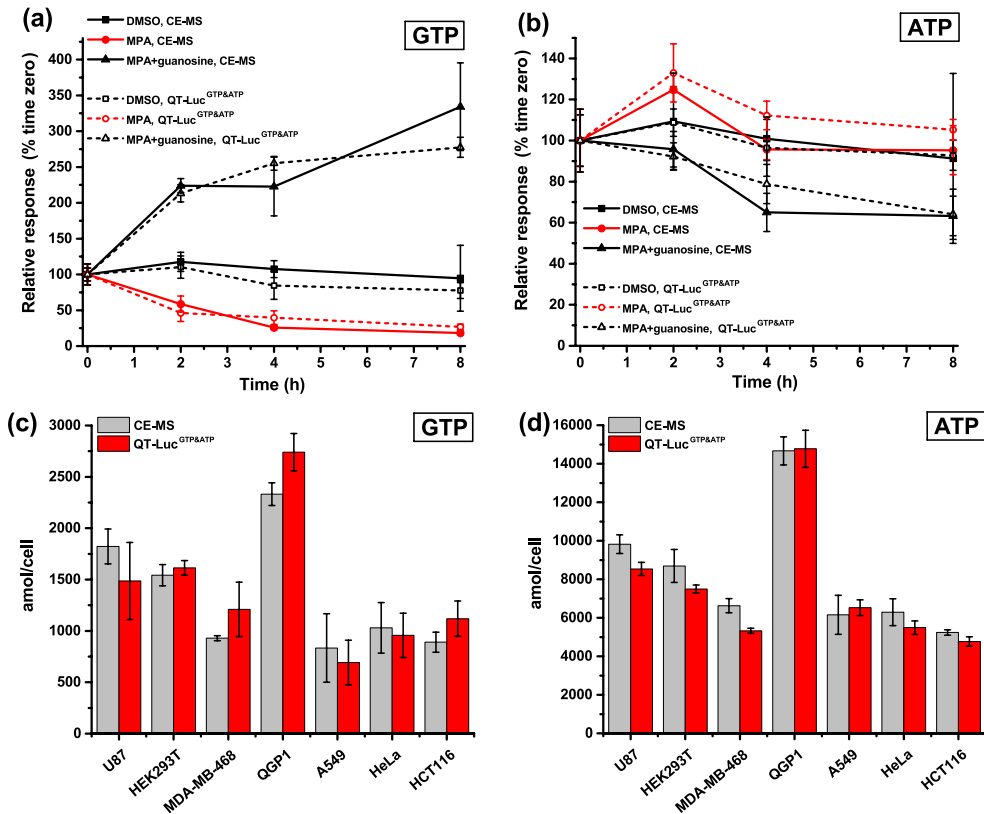 (a)
DMSO, CE-MS
MPA, CE-MS
MPA+guanosine, CE-MS
GTP
DMSO, QT-Luc GTP&ATP
MPA, QT-Luc GTP&ATP
MPA+guanosine, QT-Luc GTP&ATP
Relative response (% time zero)
400
350
300
250
200
150
100
50
0
0 1 2 3 4 5 6 7 8
Time (h)
(b)
ATP
Relative response (% time zero)
140
120
100
80
60
40
20
0
DMSO, CE-MS
MPA, CE-MS
MPA+guanosine, CE-MS
DMSO, QT-Luc GTP&ATP
MPA, QT-Luc GTP&ATP
MPA+guanosine, QT-Luc GTP&ATP
0 1 2 3 4 5 6 7 8
Time (h)
(c)
CE-MS
QT-Luc GTP&ATP
GTP
amol/cell
3000
2500
2000
1500
1000
500
0
U87 HEK293T MDA-MB-468 QGP1 A549 HeLa HCT116
(d)
CE-MS
QT-Luc GTP&ATP
ATP
amol/cell
16000
14000
12000
10000
8000
6000
4000
2000
0
U87 HEK293T MDA-MB-468 QGP1 A549 HeLa HCT116